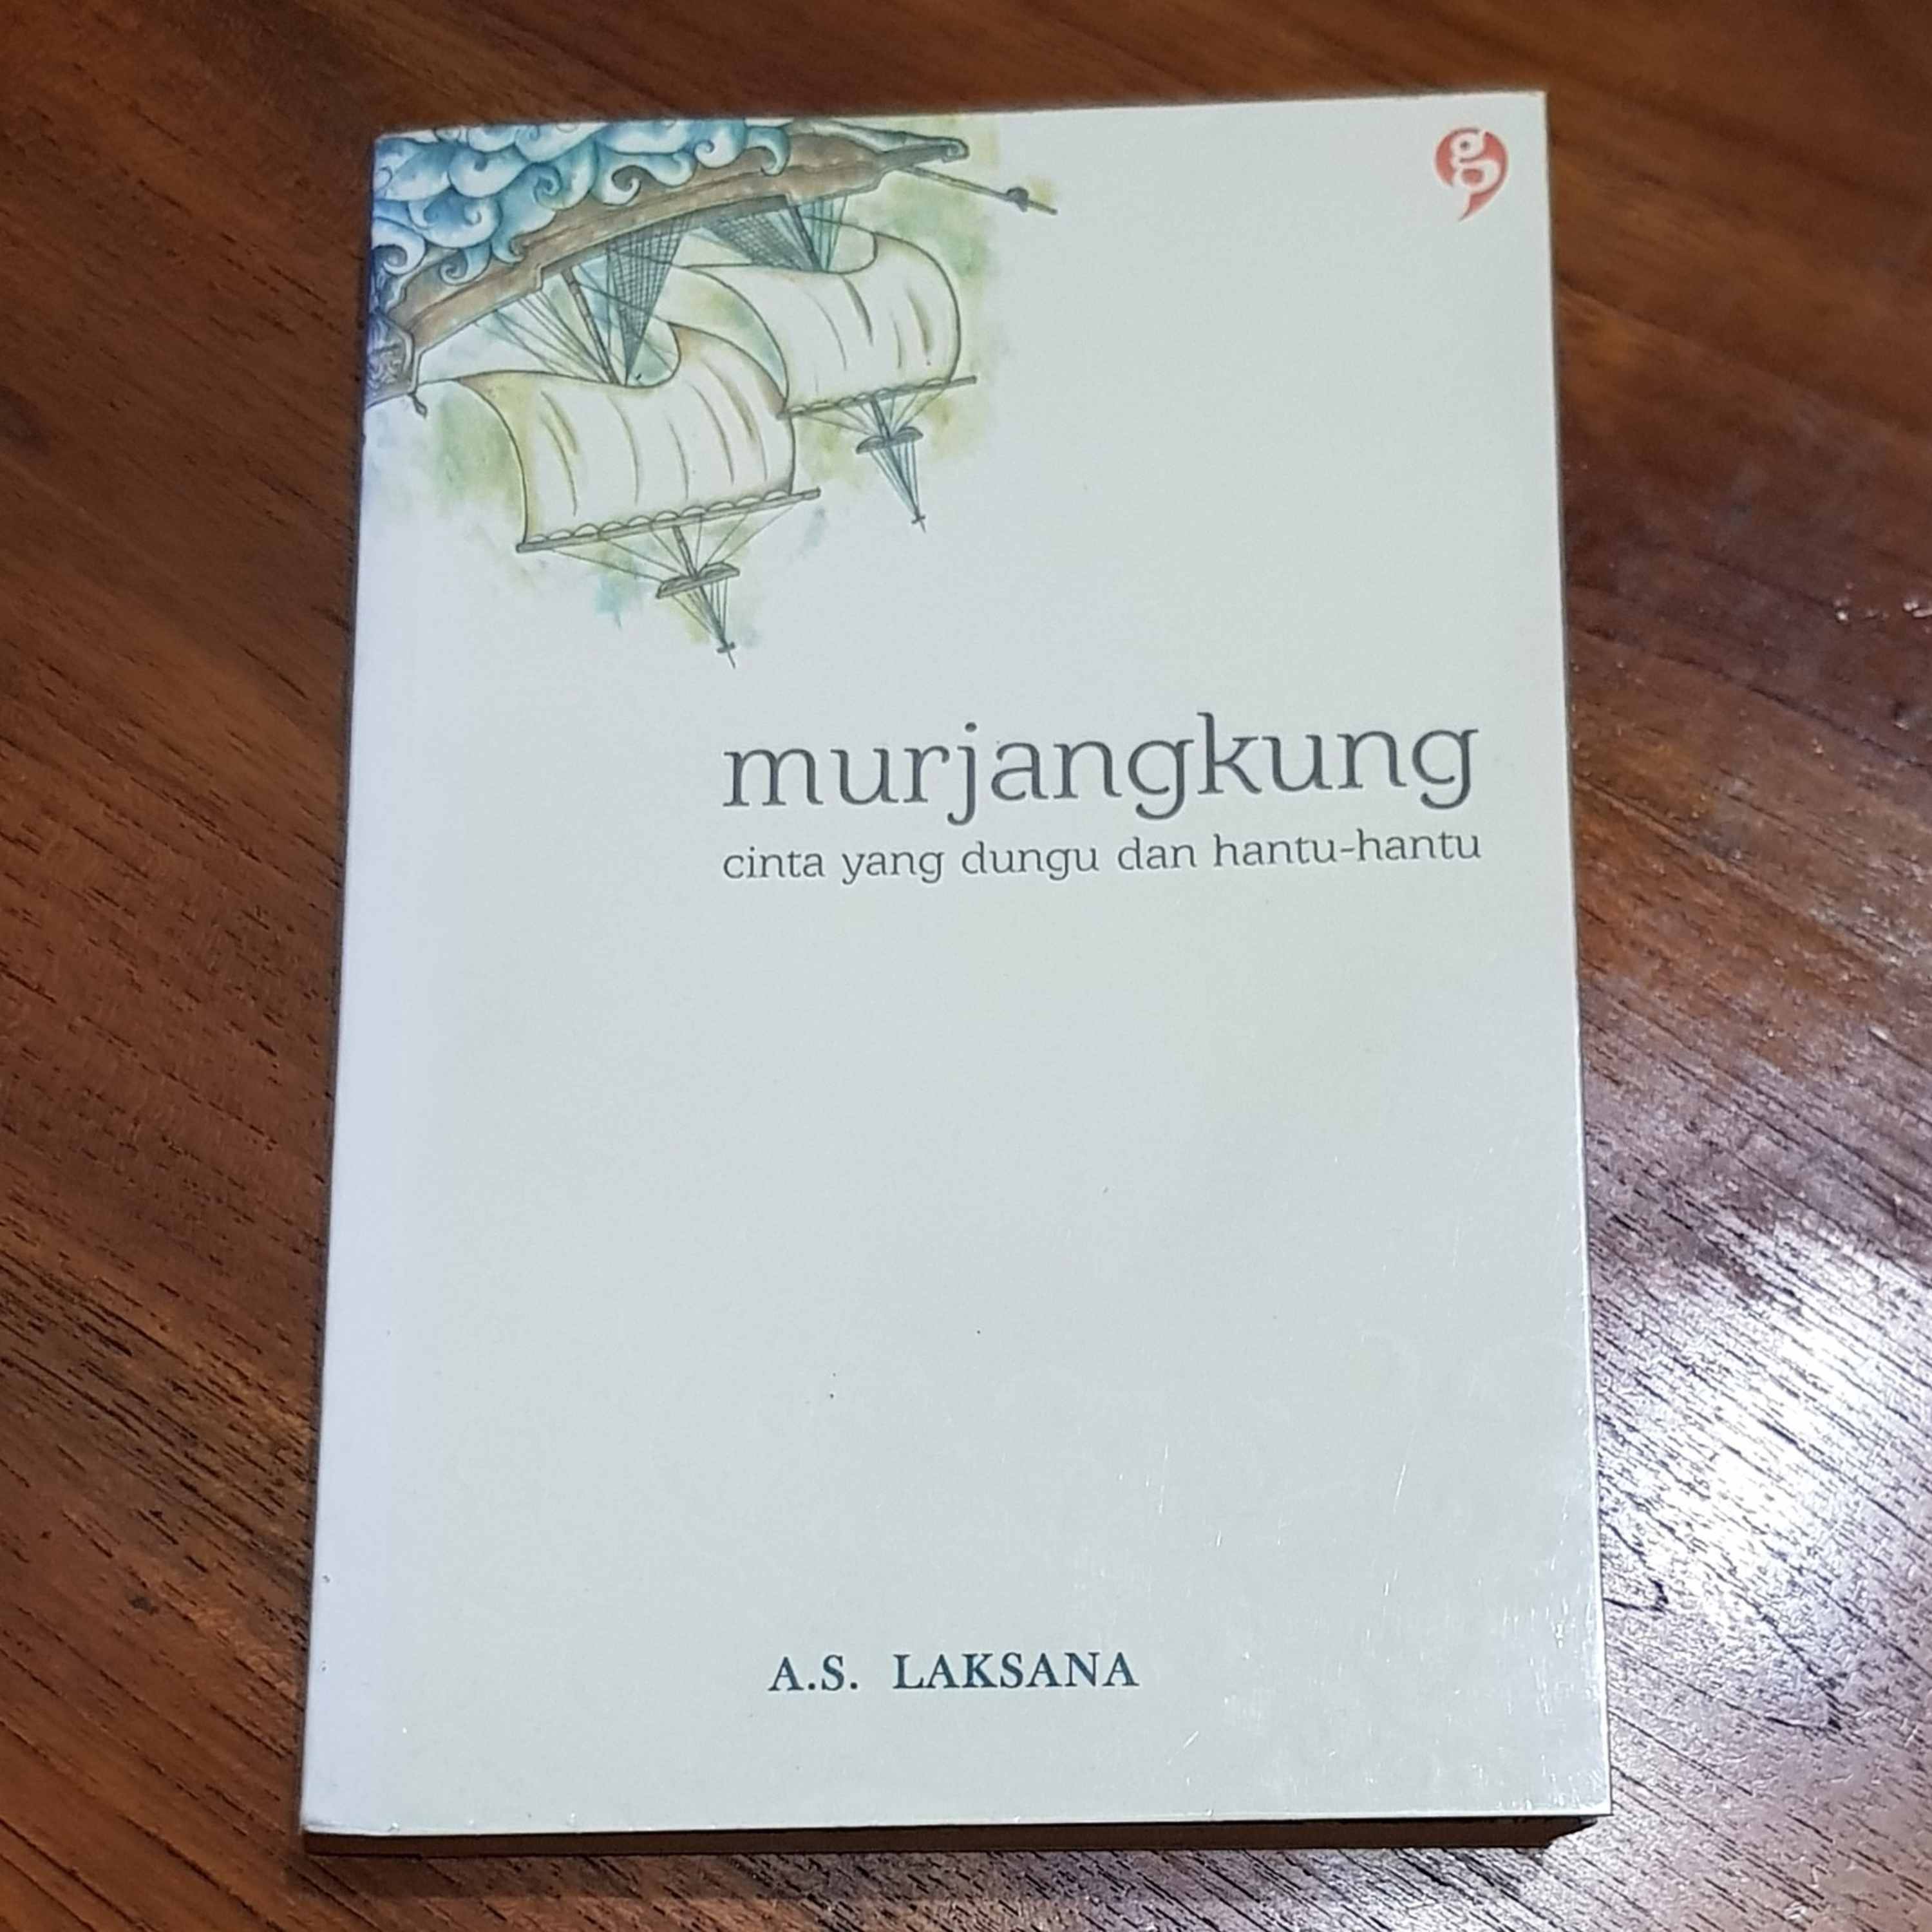 murjangkung
cinta yang dungu dan hantu-hantu
A.S. LAKSANA